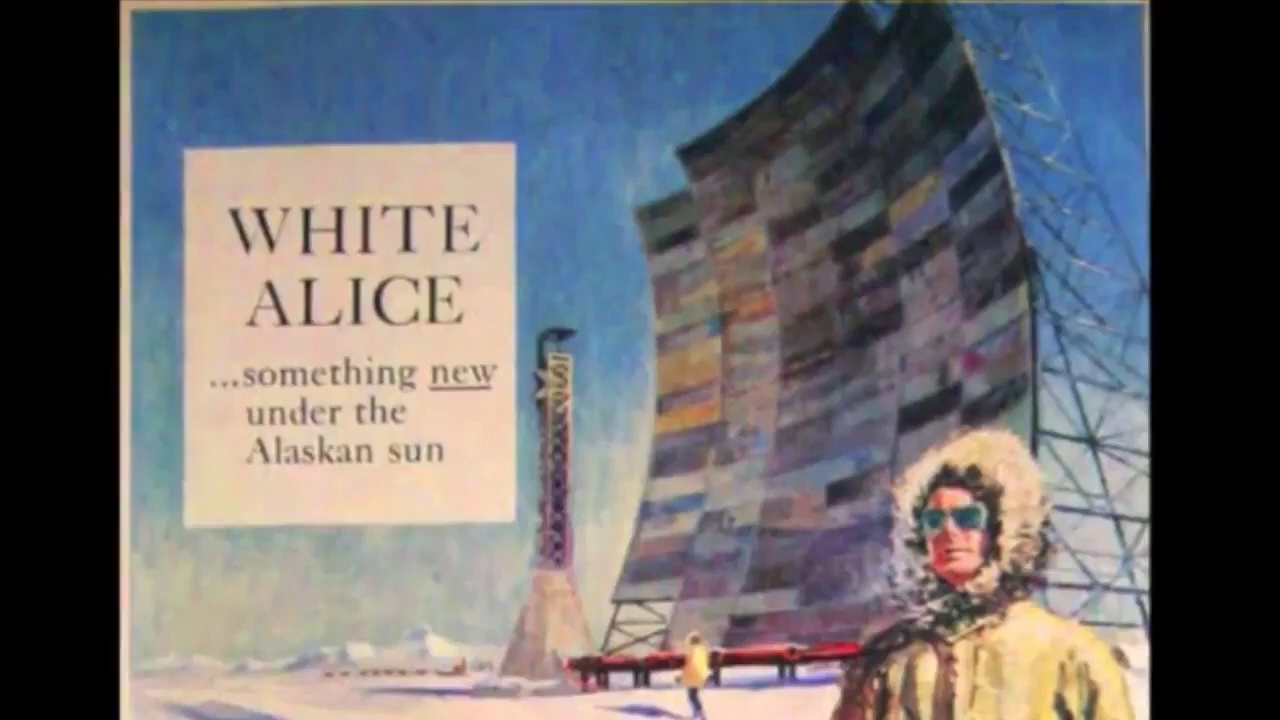 WHITE
ALICE
...something new
under the
Alaskan sun